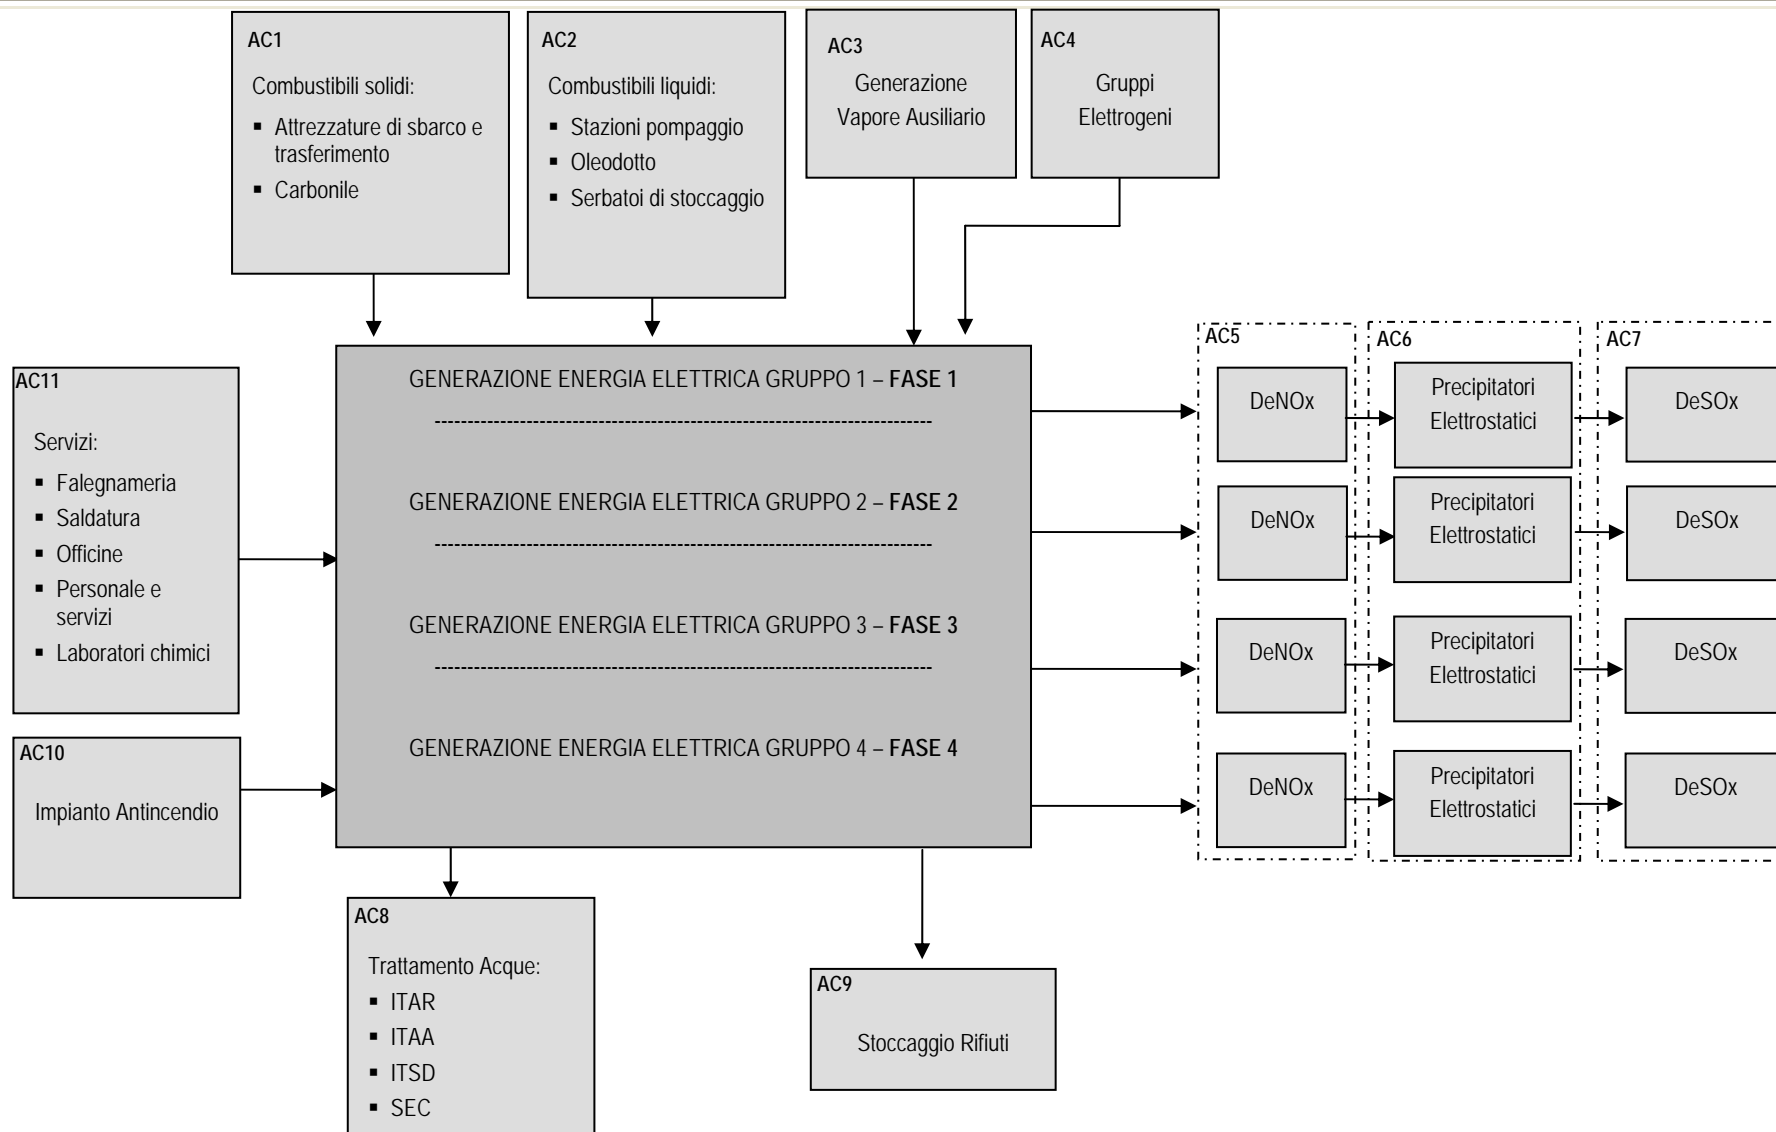 AC1
Combustibili solidi:
▪ Attrezzature di sbarco e
trasferimento
▪ Carbonile
AC2
Combustibili liquidi:
▪ Stazioni pompaggio
▪ Oleodotto
▪ Serbatoi di stoccaggio
AC3
Generazione
Vapore Ausiliario
AC4
Gruppi
Elettrogeni
AC11
Servizi:
▪ Falegnameria
▪ Saldatura
▪ Officine
▪ Personale e
servizi
▪ Laboratori chimici
AC10
Impianto Antincendio
GENERAZIONE ENERGIA ELETTRICA GRUPPO 1 – FASE 1
GENERAZIONE ENERGIA ELETTRICA GRUPPO 2 – FASE 2
GENERAZIONE ENERGIA ELETTRICA GRUPPO 3 – FASE 3
GENERAZIONE ENERGIA ELETTRICA GRUPPO 4 – FASE 4
AC5
DeNOx
DeNOx
DeNOx
DeNOx
AC6
Precipitatori
Elettrostatici
Precipitatori
Elettrostatici
Precipitatori
Elettrostatici
Precipitatori
Elettrostatici
AC7
DeSOx
DeSOx
DeSOx
DeSOx
AC8
Trattamento Acque:
▪ ITAR
▪ ITAA
▪ ITSD
▪ SEC
AC9
Stoccaggio Rifiuti